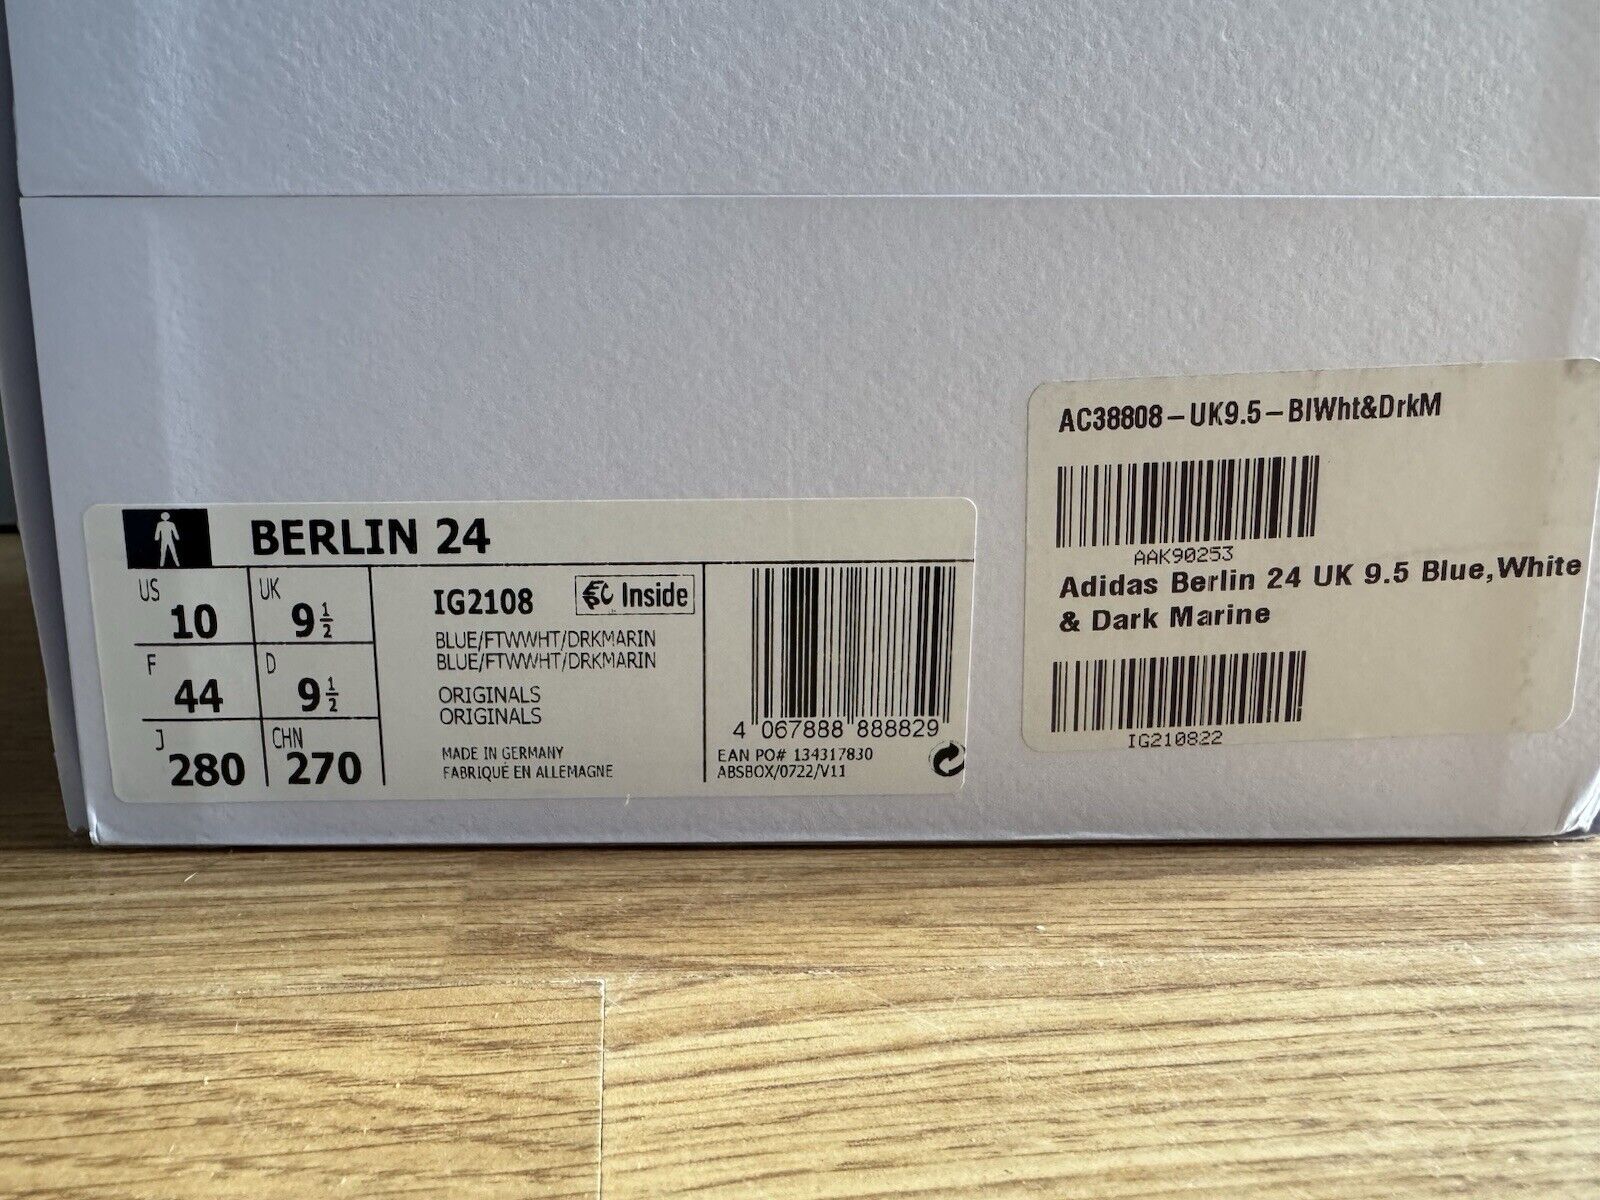 BERLIN 24
US 10 UK 9 1/2
F 44 D 9 1/2
J 280 CHN 270
IG2108
Inside
BLUE/FTWWHT/DRKMARIN
BLUE/FTWWHT/DRKMARIN
ORIGINALS
ORIGINALS
MADE IN GERMANY
FABRIQUÉ EN ALLEMAGNE
4 067888 888829
EAN PO# 134317830
ABSBOX/0722/V11
AC38808-UK9.5-BlWht&DrkM
AAK90253
Adidas Berlin 24 UK 9.5 Blue,White
& Dark Marine
IG210822